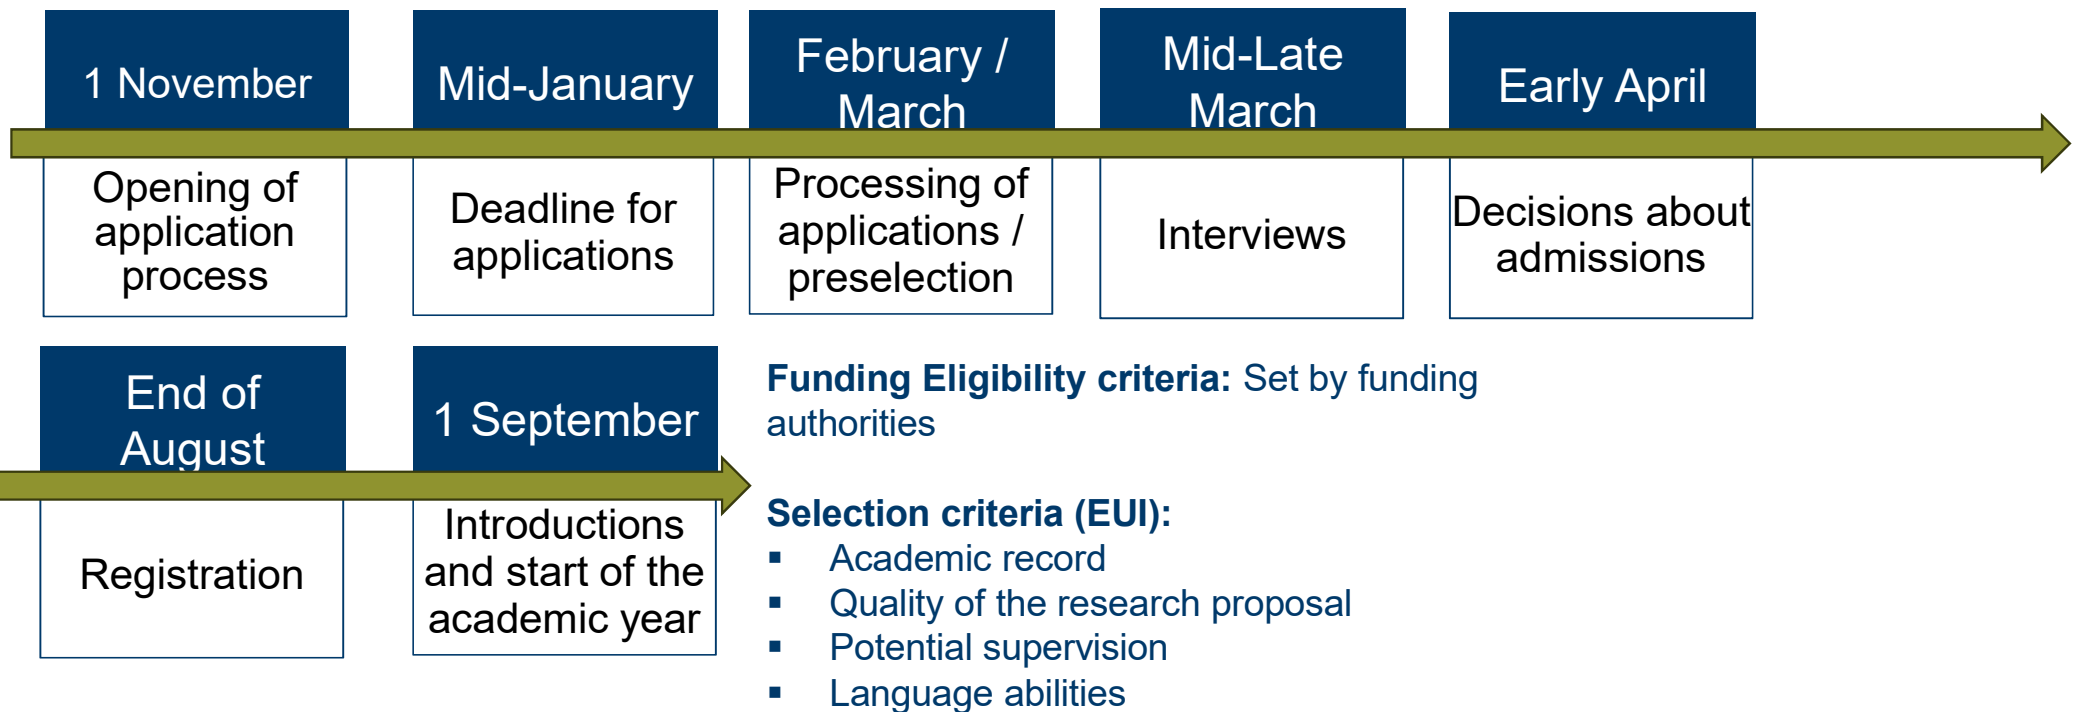 1 November
Mid-January
February /
March
Mid-Late
March
Early April
Opening of
application
process
Deadline for
applications
Processing of
applications /
preselection
Interviews
Decisions about
admissions
End of
August
1 September
Registration
Introductions
and start of the
academic year
Funding Eligibility criteria: Set by funding
authorities
Selection criteria (EUI):
▪ Academic record
▪ Quality of the research proposal
▪ Potential supervision
▪ Language abilities